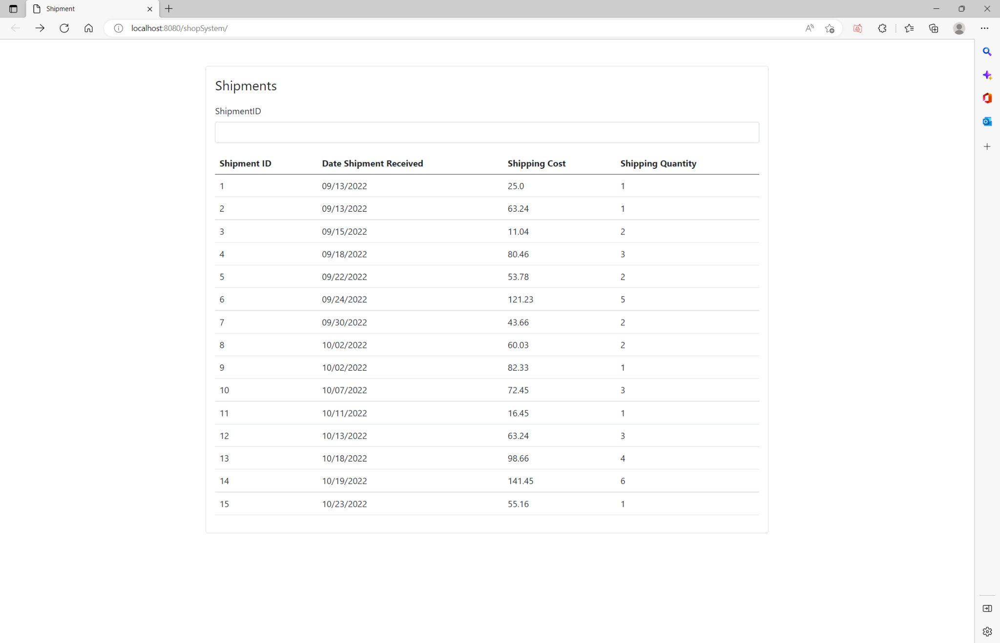 Shipment
localhost:8080/shopSystem/
Shipments
ShipmentID
Shipment ID Date Shipment Received Shipping Cost Shipping Quantity
1 09/13/2022 25.0 1
2 09/13/2022 63.24 1
3 09/15/2022 11.04 2
4 09/18/2022 80.46 3
5 09/22/2022 53.78 2
6 09/24/2022 121.23 5
7 09/30/2022 43.66 2
8 10/02/2022 60.03 2
9 10/02/2022 82.33 1
10 10/07/2022 72.45 3
11 10/11/2022 16.45 1
12 10/13/2022 63.24 3
13 10/18/2022 98.66 4
14 10/19/2022 141.45 6
15 10/23/2022 55.16 1